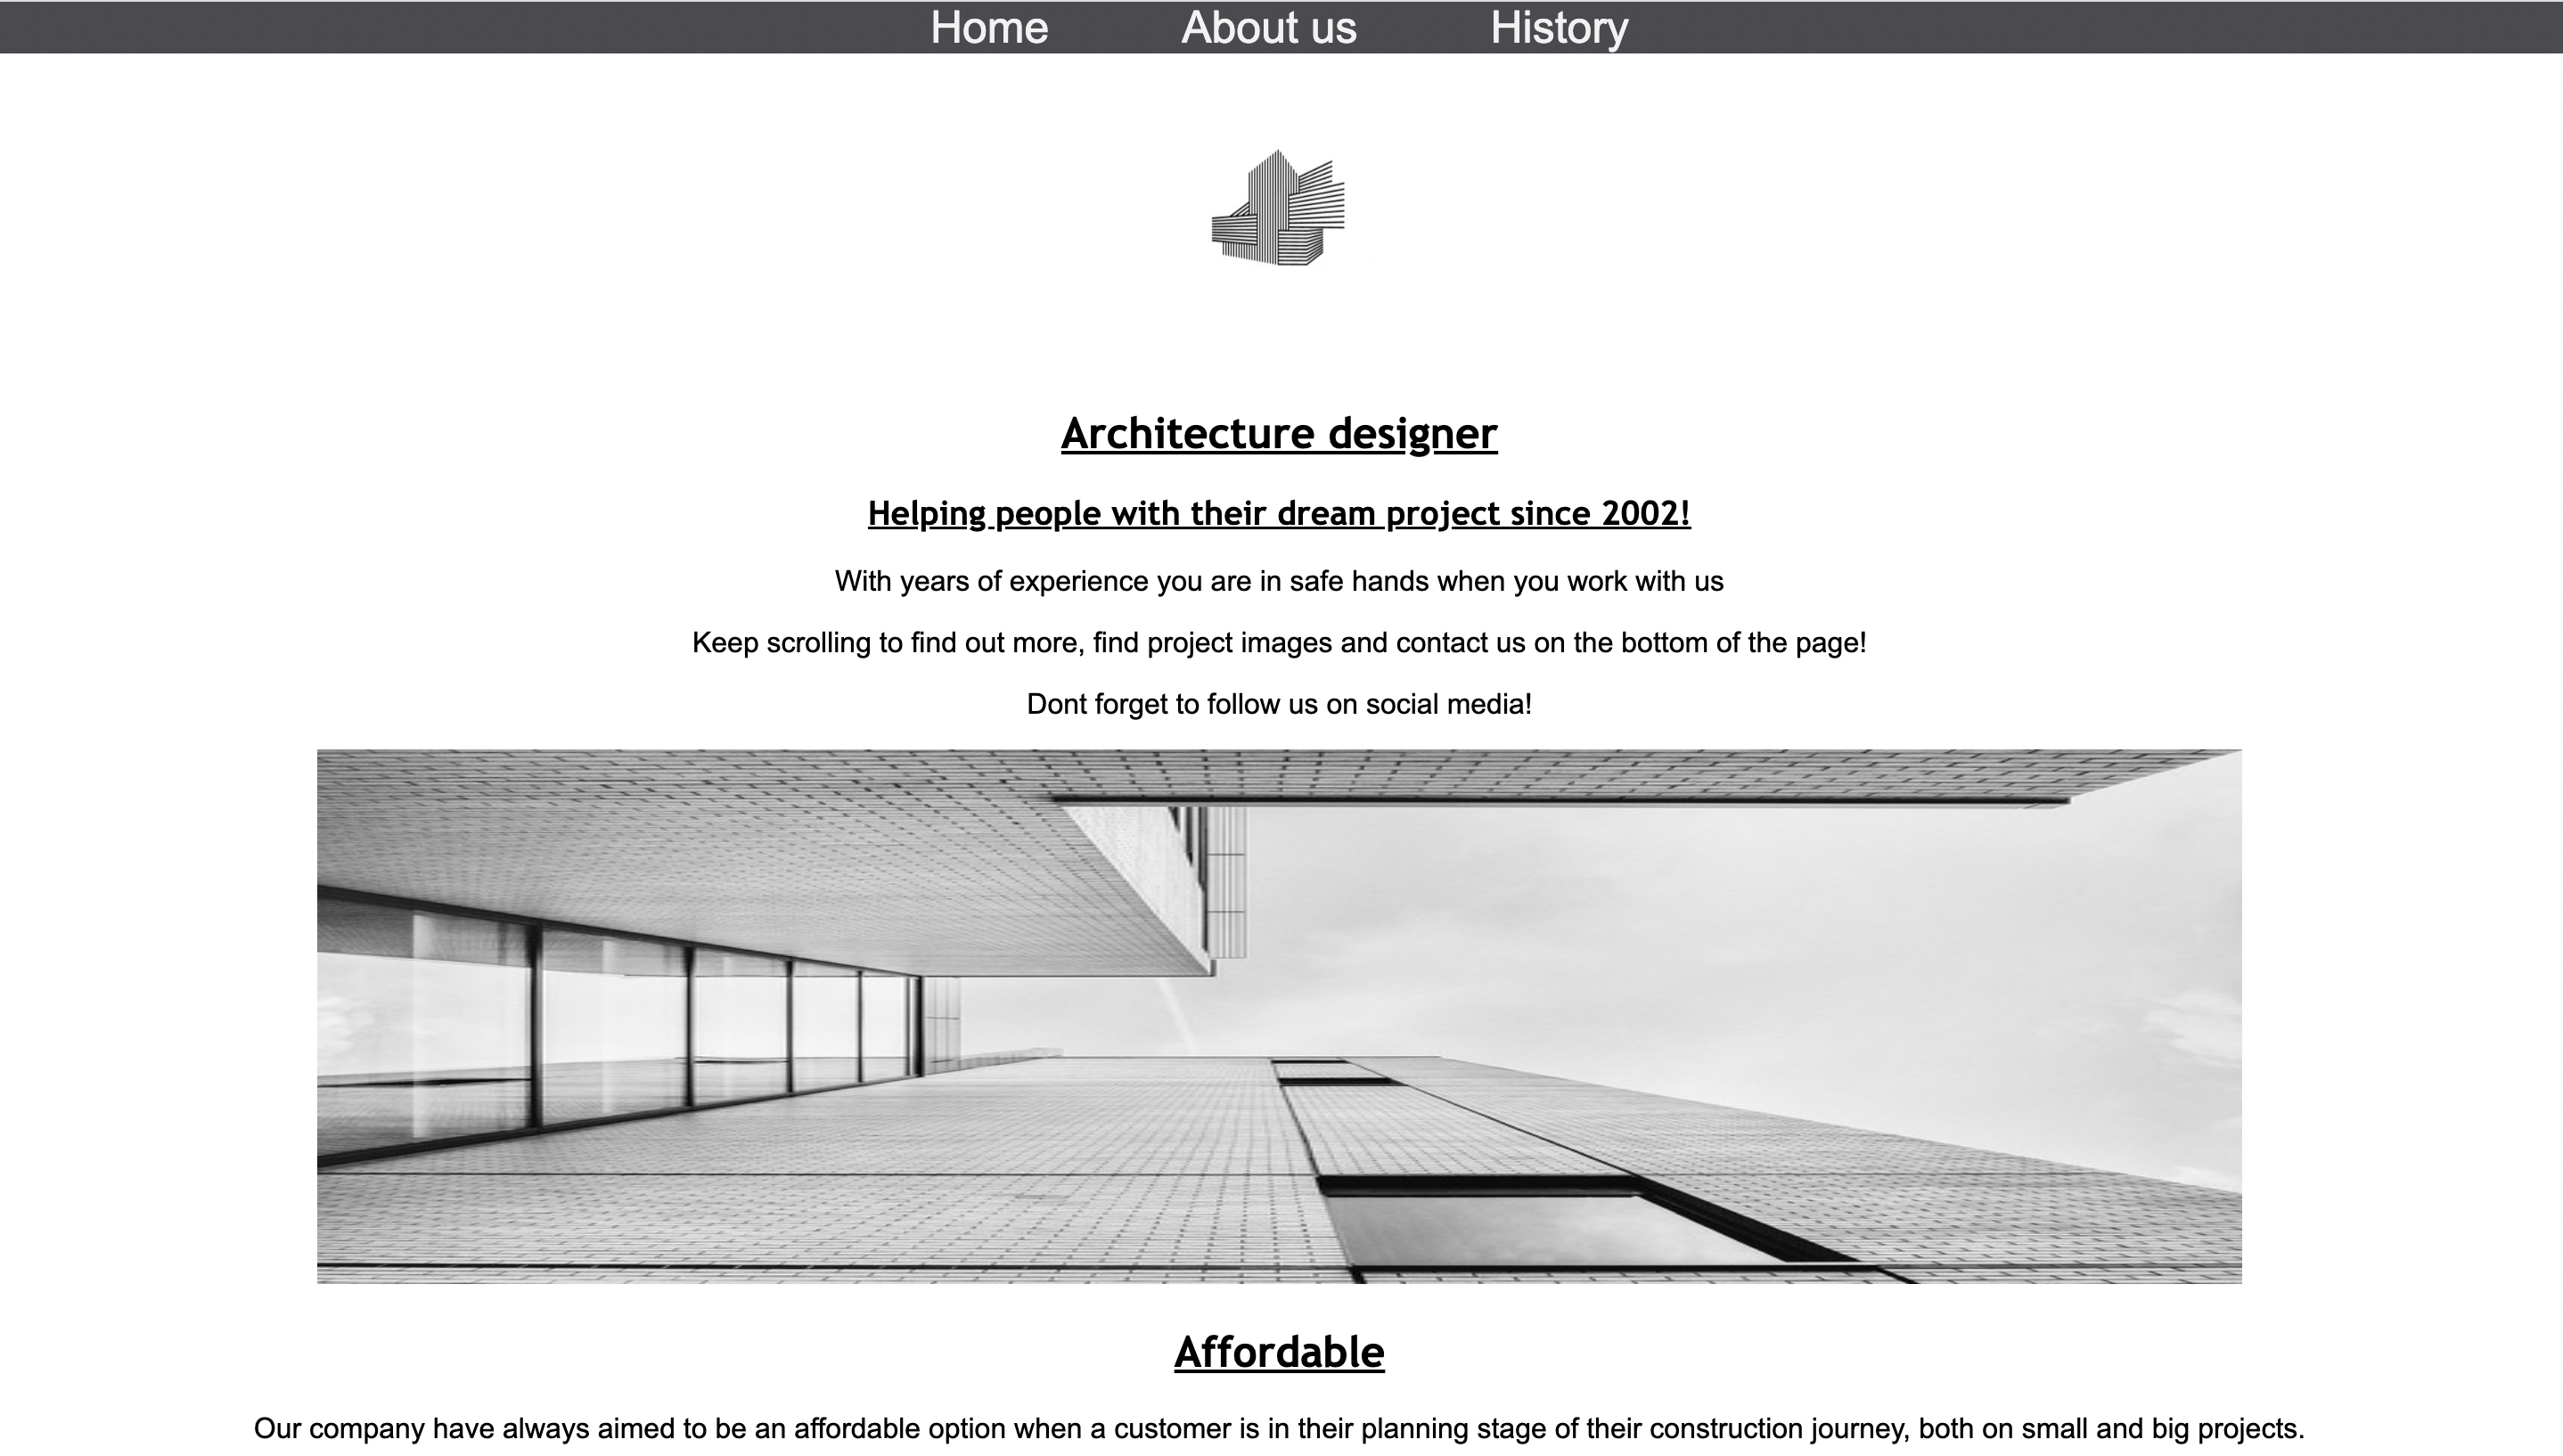 Home About us History
Architecture designer
Helping people with their dream project since 2002!
With years of experience you are in safe hands when you work with us
Keep scrolling to find out more, find project images and contact us on the bottom of the page!
Dont forget to follow us on social media!
Affordable
Our company have always aimed to be an affordable option when a customer is in their planning stage of their construction journey, both on small and big projects.